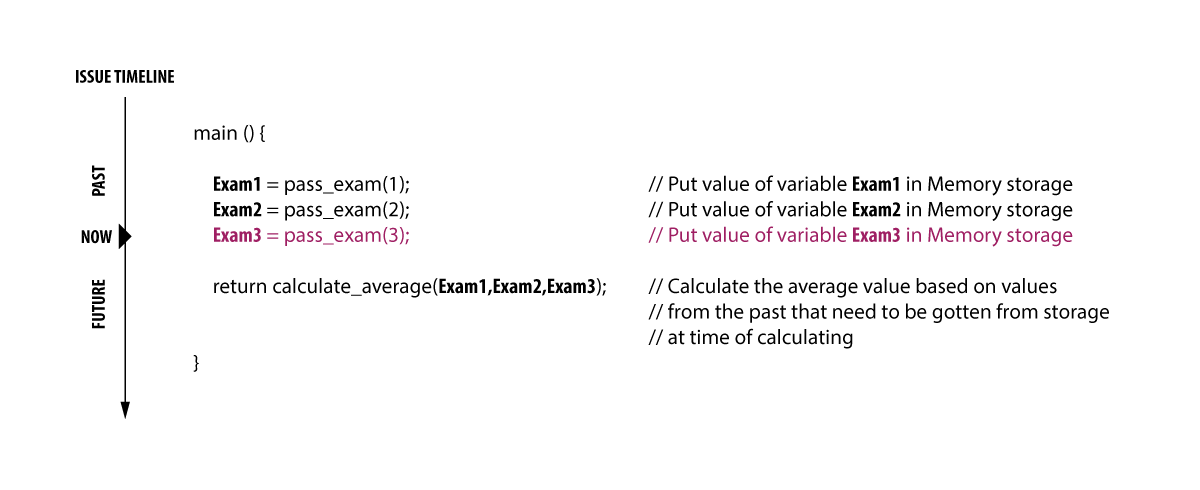 ISSUE TIMELINE
main () {
PAST
Exam1 = pass_exam(1); // Put value of variable Exam1 in Memory storage
Exam2 = pass_exam(2); // Put value of variable Exam2 in Memory storage
NOW
Exam3 = pass_exam(3); // Put value of variable Exam3 in Memory storage
FUTURE
return calculate_average(Exam1,Exam2,Exam3); // Calculate the average value based on values
// from the past that need to be gotten from storage
// at time of calculating
}